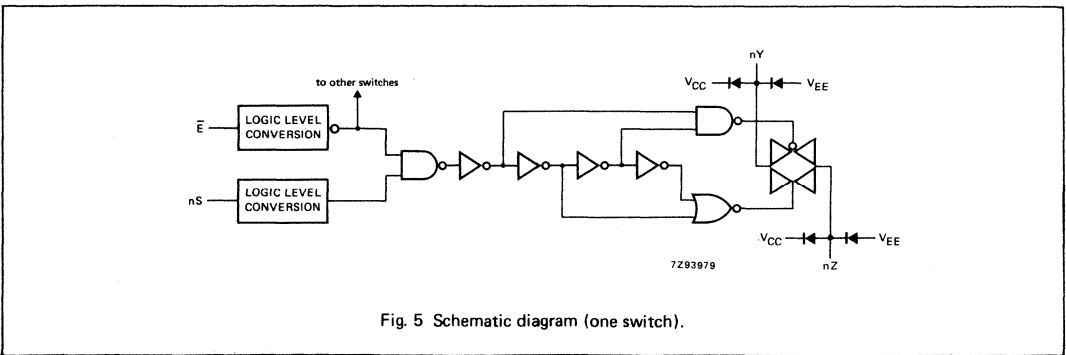 nY
V_CC V_EE
to other switches
E̅
LOGIC LEVEL
CONVERSION
nS
LOGIC LEVEL
CONVERSION
V_CC V_EE
7Z93979
nZ
Fig. 5 Schematic diagram (one switch).